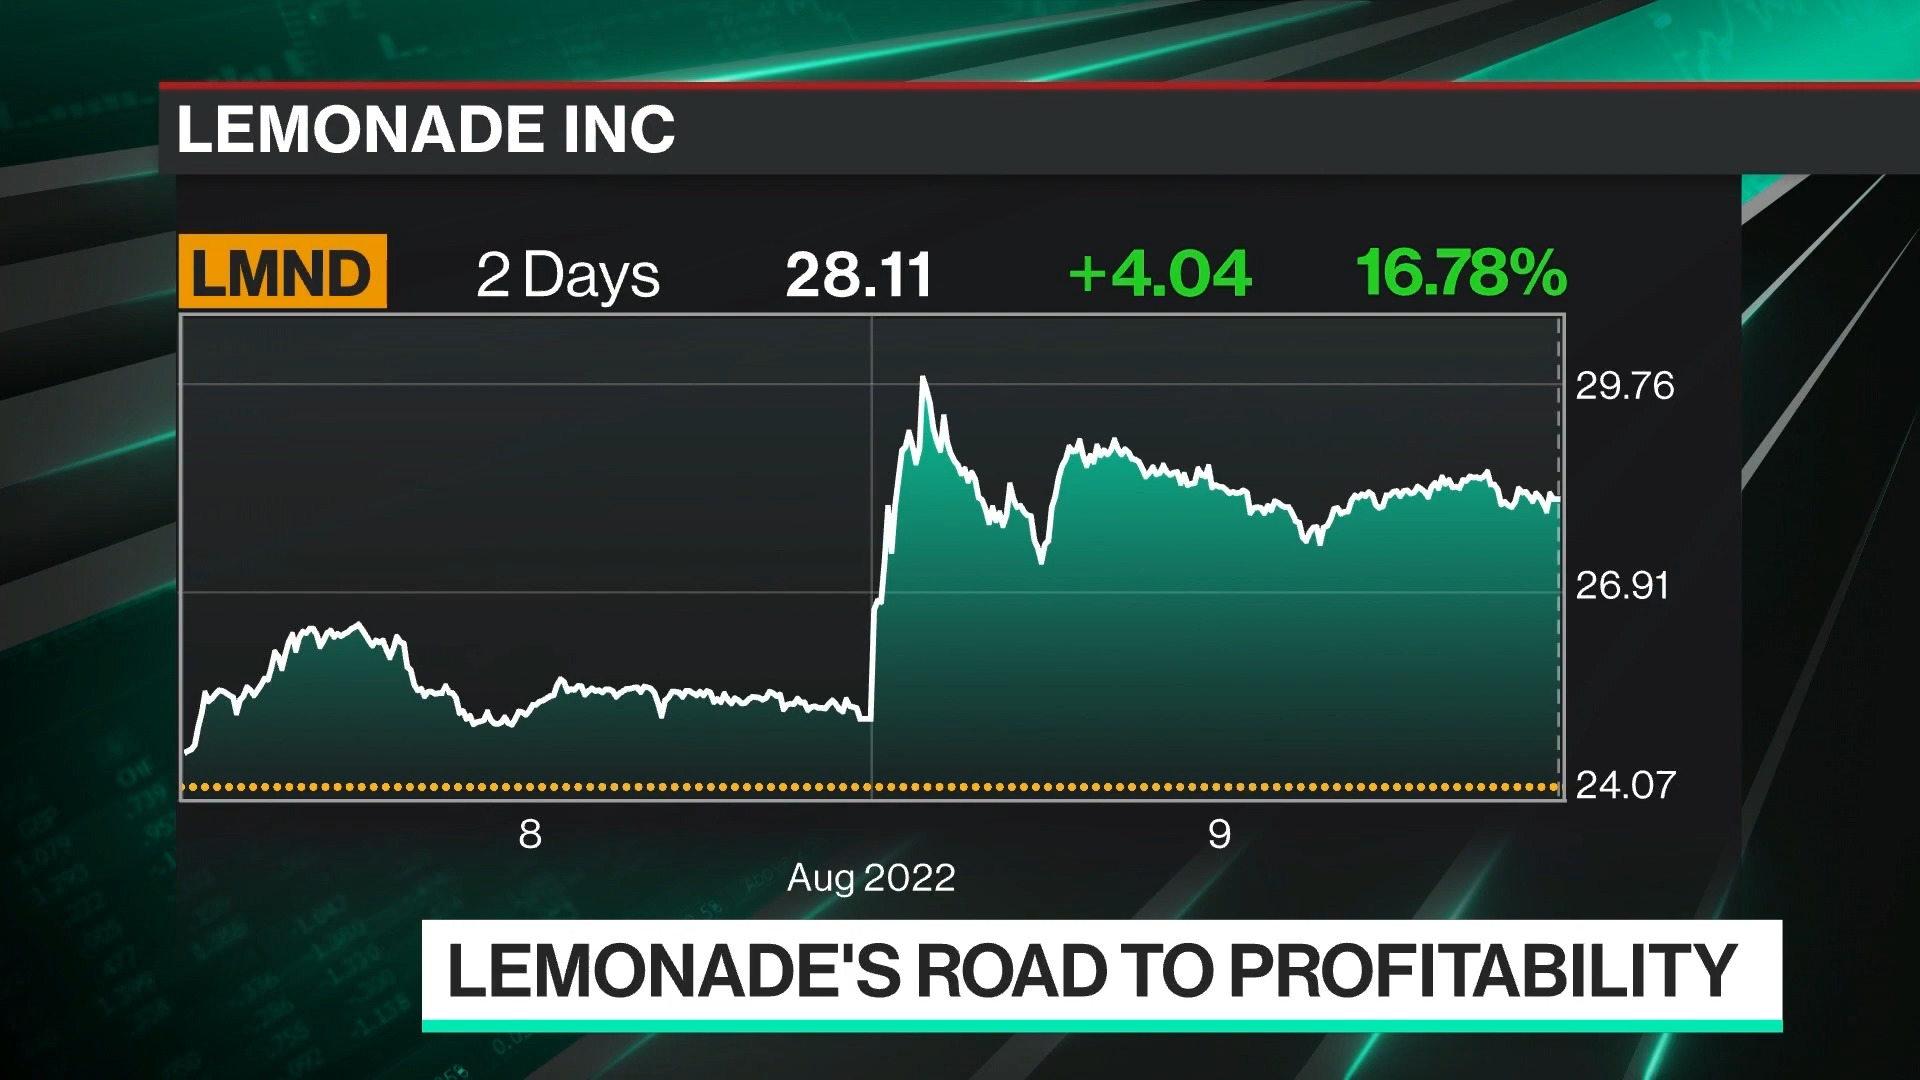 LEMONADE INC
LMND 2 Days 28.11 +4.04 16.78%
29.76
26.91
24.07
8 9
Aug 2022
LEMONADE'S ROAD TO PROFITABILITY